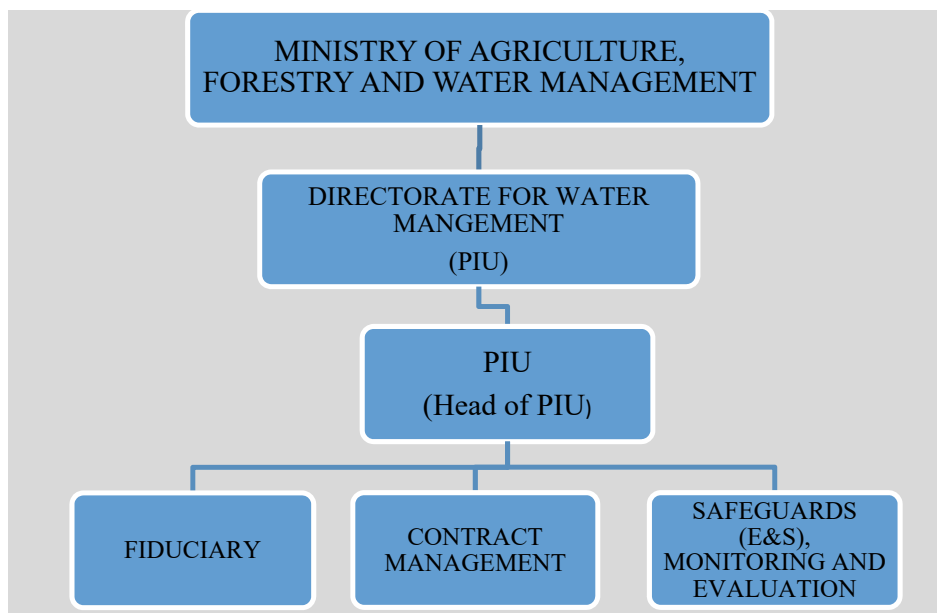 MINISTRY OF AGRICULTURE,
FORESTRY AND WATER MANAGEMENT
DIRECTORATE FOR WATER
MANGEMENT
(PIU)
PIU
(Head of PIU)
FIDUCIARY
CONTRACT
MANAGEMENT
SAFEGUARDS
(E&S),
MONITORING AND
EVALUATION